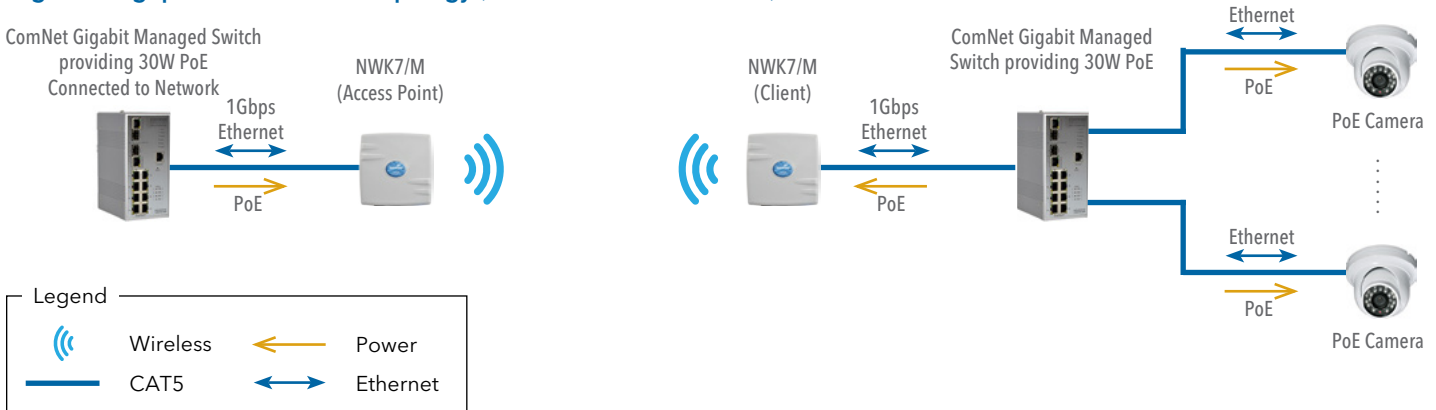 ComNet Gigabit Managed Switch
providing 30W PoE
Connected to Network
1Gbps
Ethernet
PoE
NWK7/M
(Access Point)
NWK7/M
(Client)
1Gbps
Ethernet
PoE
ComNet Gigabit Managed
Switch providing 30W PoE
Ethernet
PoE
PoE Camera
Ethernet
PoE
PoE Camera
Legend
Wireless
Power
CAT5
Ethernet